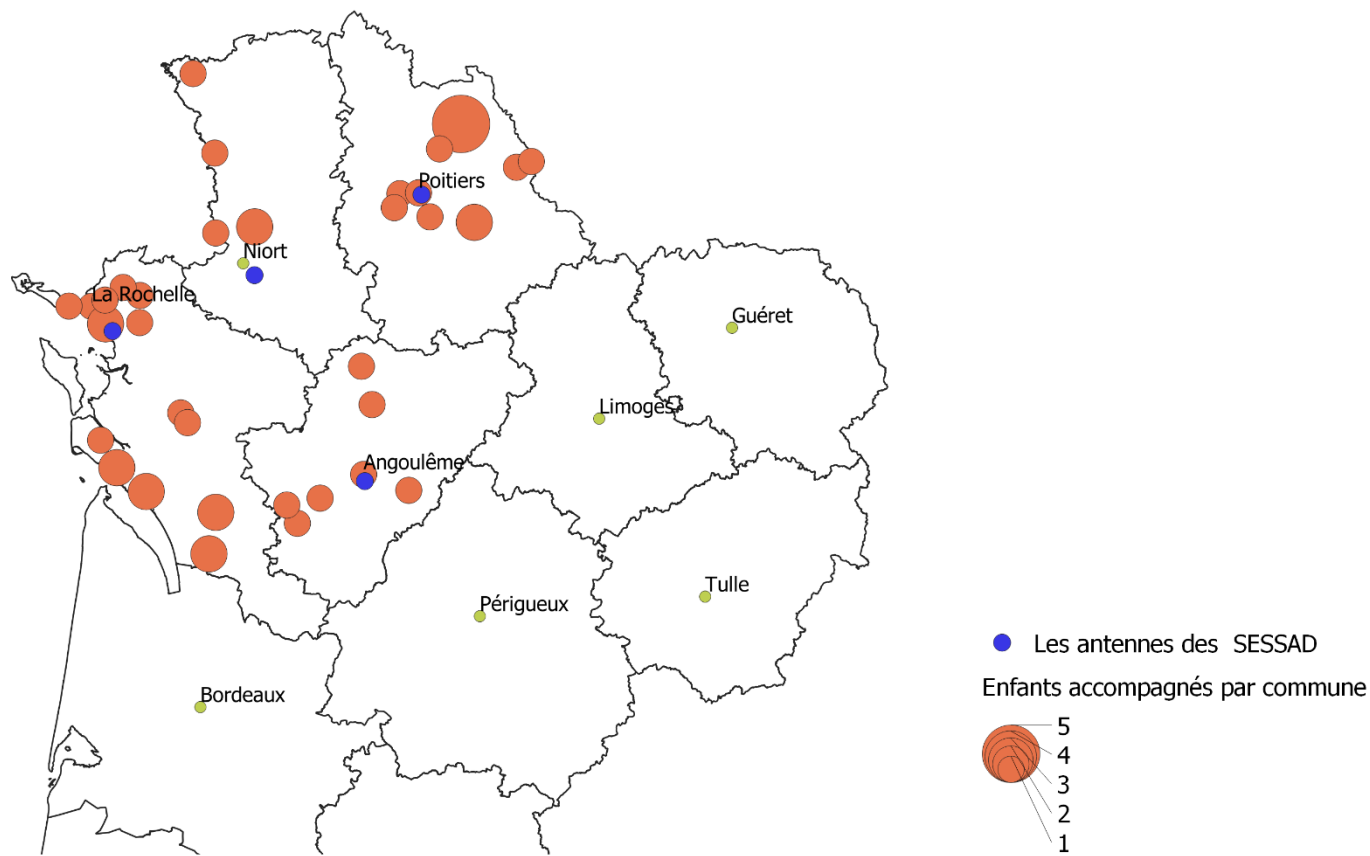 Poitiers
Niort
La Rochelle
Guéret
Limoges
Angoulême
Tulle
Périgueux
Bordeaux
Les antennes des SESSAD
Enfants accompagnés par commune
5
4
3
2
1